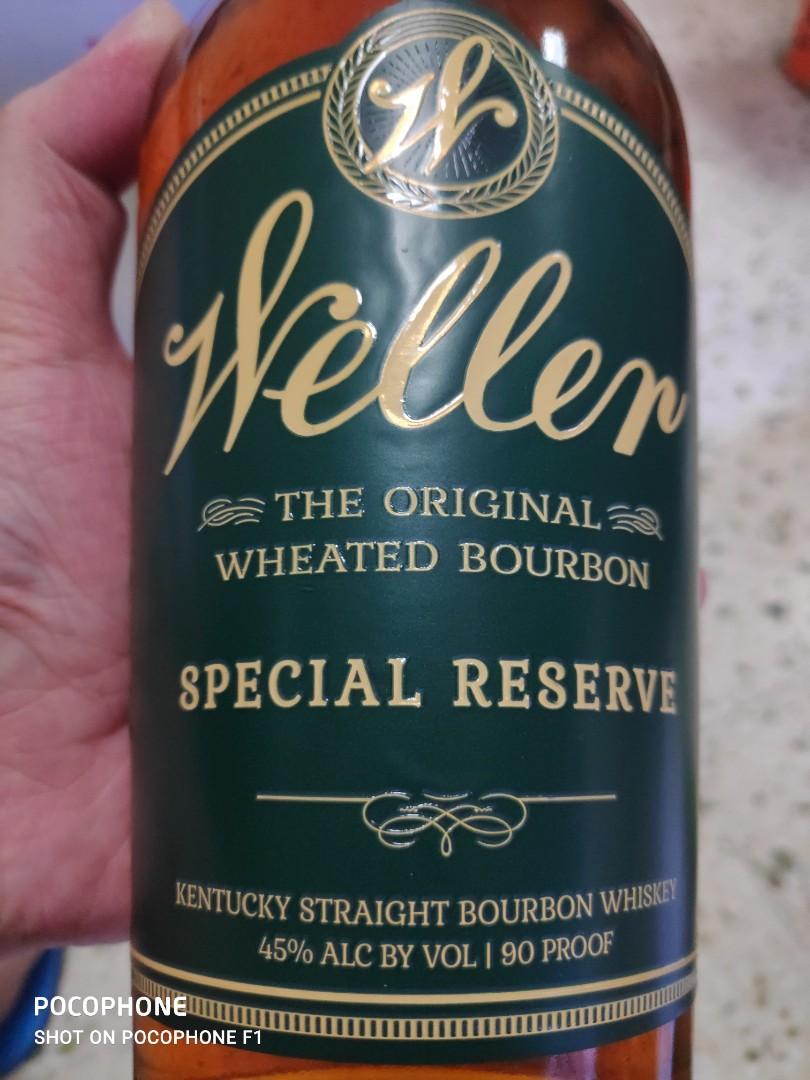 W
Weller
THE ORIGINAL
WHEATED BOURBON
SPECIAL RESERVE
KENTUCKY STRAIGHT BOURBON WHISKEY
45% ALC BY VOL | 90 PROOF
POCOPHONE
SHOT ON POCOPHONE F1